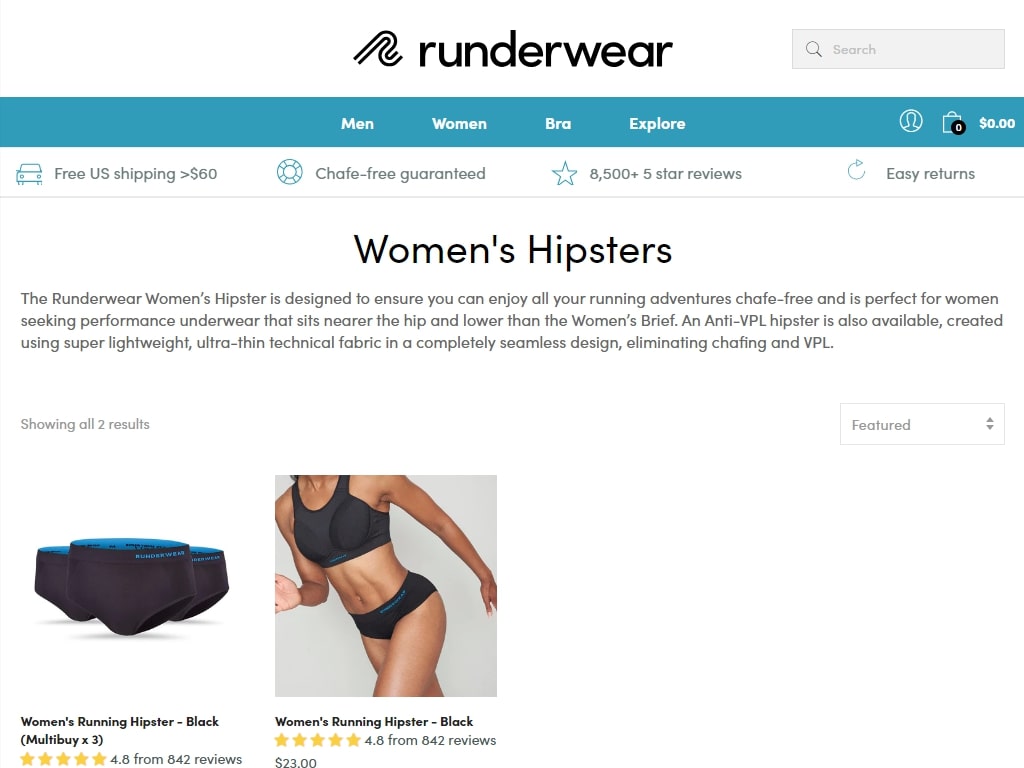 runderwear
Search
Men
Women
Bra
Explore
0
$0.00
Free US shipping >$60
Chafe-free guaranteed
8,500+ 5 star reviews
Easy returns
Women's Hipsters
The Runderwear Women’s Hipster is designed to ensure you can enjoy all your running adventures chafe-free and is perfect for women
seeking performance underwear that sits nearer the hip and lower than the Women’s Brief. An Anti-VPL hipster is also available, created
using super lightweight, ultra-thin technical fabric in a completely seamless design, eliminating chafing and VPL.
Showing all 2 results
Featured
RUNDERWEAR
Women's Running Hipster - Black
(Multibuy x 3)
4.8 from 842 reviews
RUNDERWEAR
Women's Running Hipster - Black
4.8 from 842 reviews
$23.00